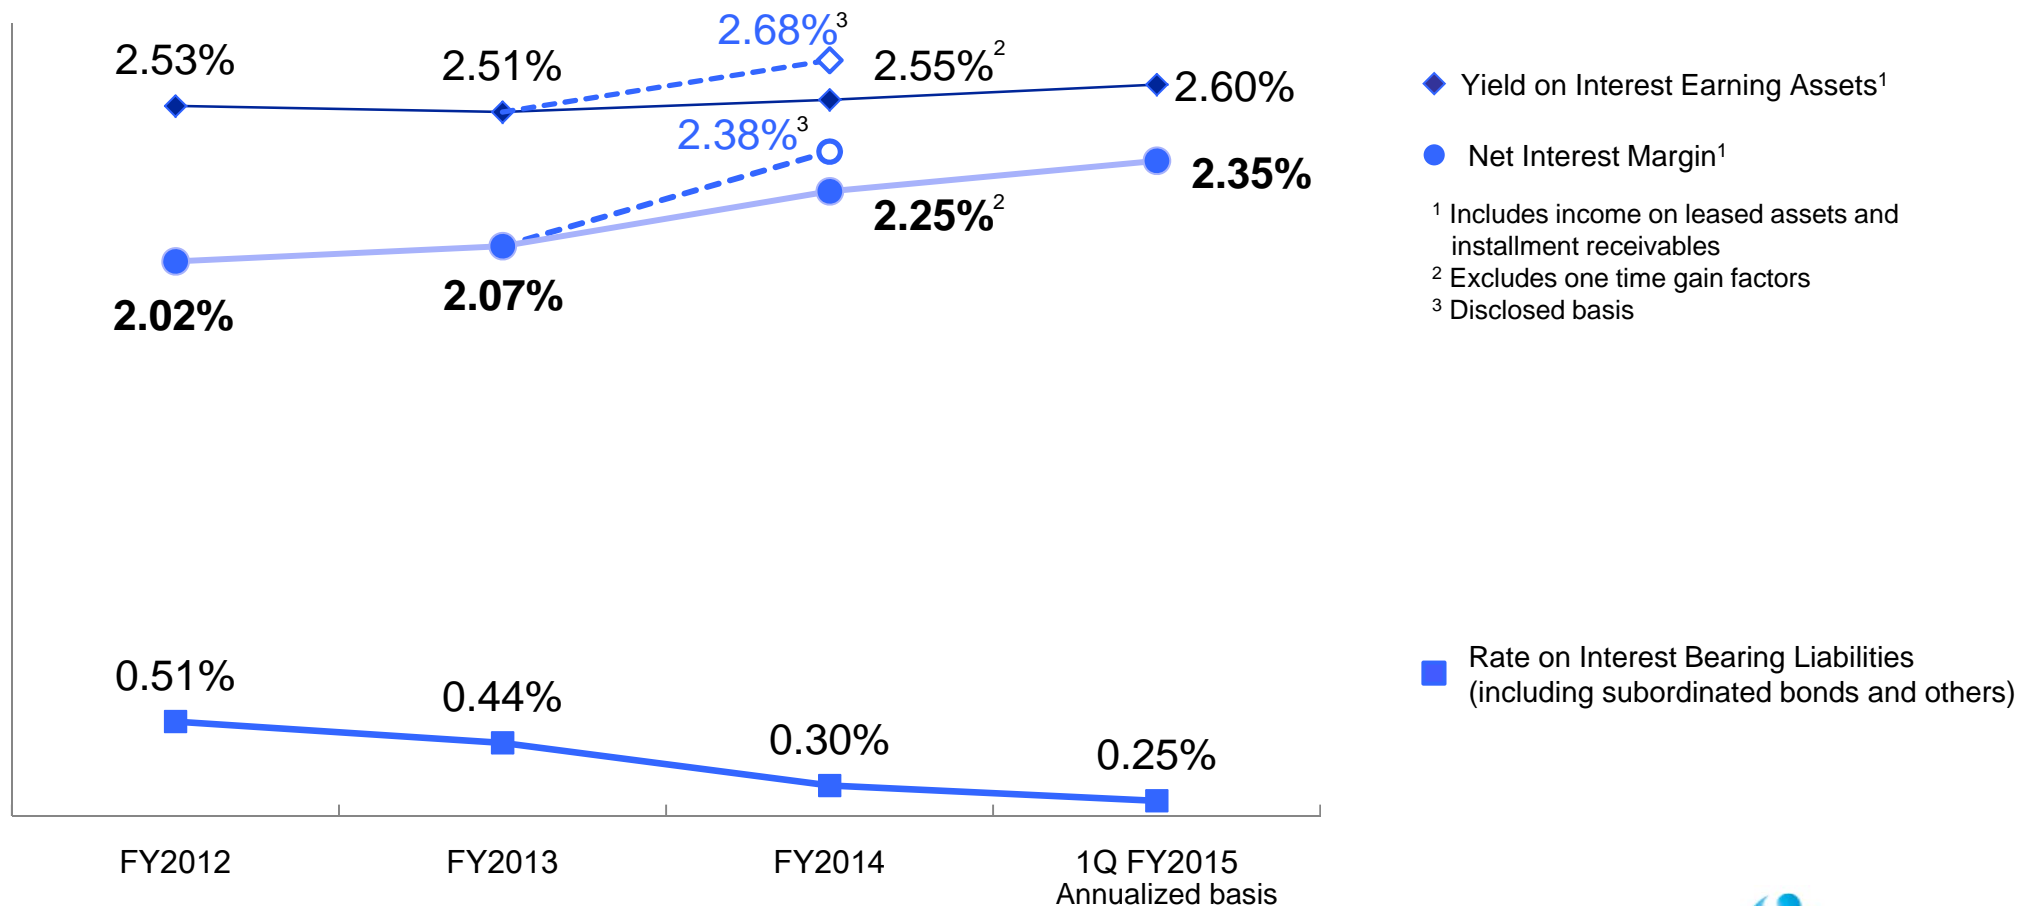 2.68%³
2.53%
2.51%
2.55%²
2.60%
2.38%³
2.35%
2.25%²
2.07%
2.02%
Yield on Interest Earning Assets¹
Net Interest Margin¹
¹ Includes income on leased assets and
installment receivables
² Excludes one time gain factors
³ Disclosed basis
0.51%
0.44%
0.30%
0.25%
Rate on Interest Bearing Liabilities
(including subordinated bonds and others)
FY2012
FY2013
FY2014
1Q FY2015
Annualized basis